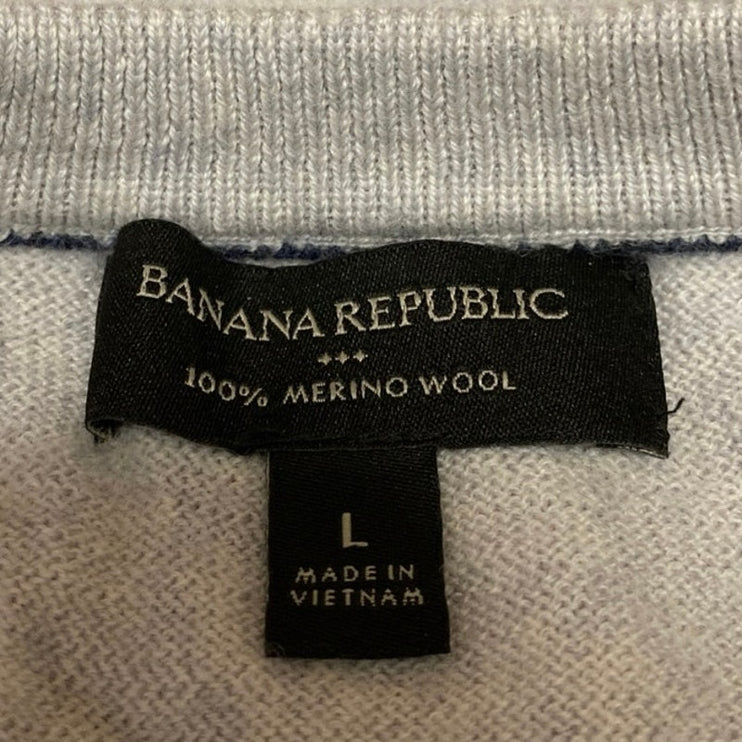 BANANA REPUBLIC
+++
100% MERINO WOOL
L
MADE IN
VIETNAM